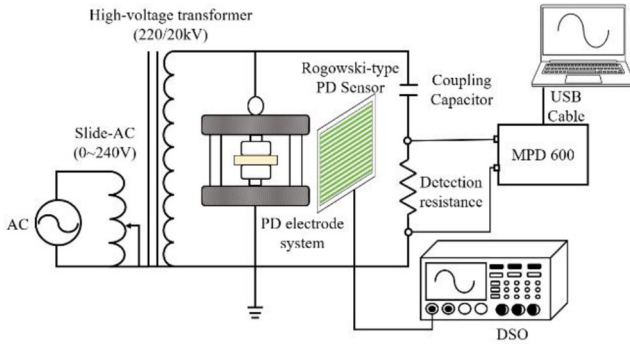 High-voltage transformer
(220/20kV)
Rogowski-type
PD Sensor
Coupling
Capacitor
USB
Cable
Slide-AC
(0~240V)
MPD 600
Detection
resistance
AC
PD electrode
system
DSO